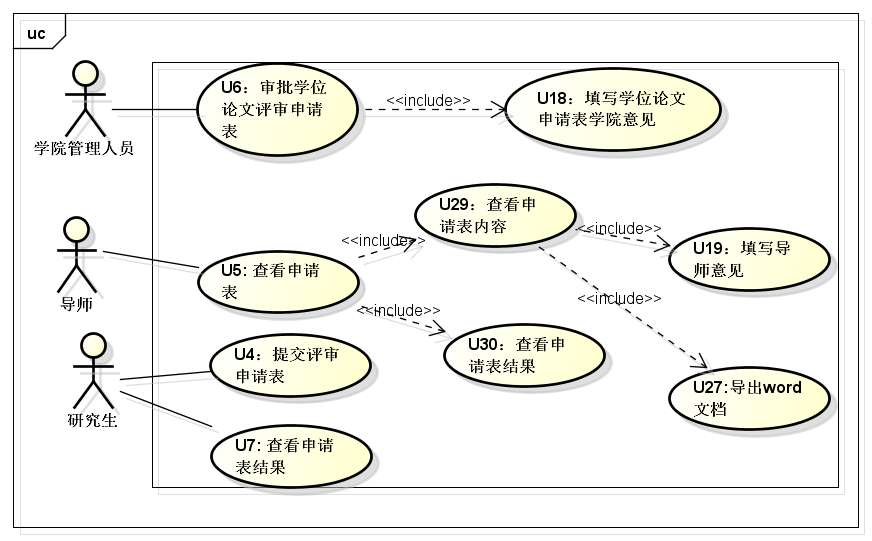 uc
U6：审批学位
论文评审申请
表
<<include>>
U18：填写学位论文
申请表学院意见
学院管理人员
U29：查看申
请表内容
<<include>>
<<include>>
U19：填写导
师意见
导师
U5: 查看申请
表
<<include>>
<<include>>
U30：查看申
请表结果
U4：提交评审
申请表
U27:导出word
文档
研究生
U7: 查看申请
表结果